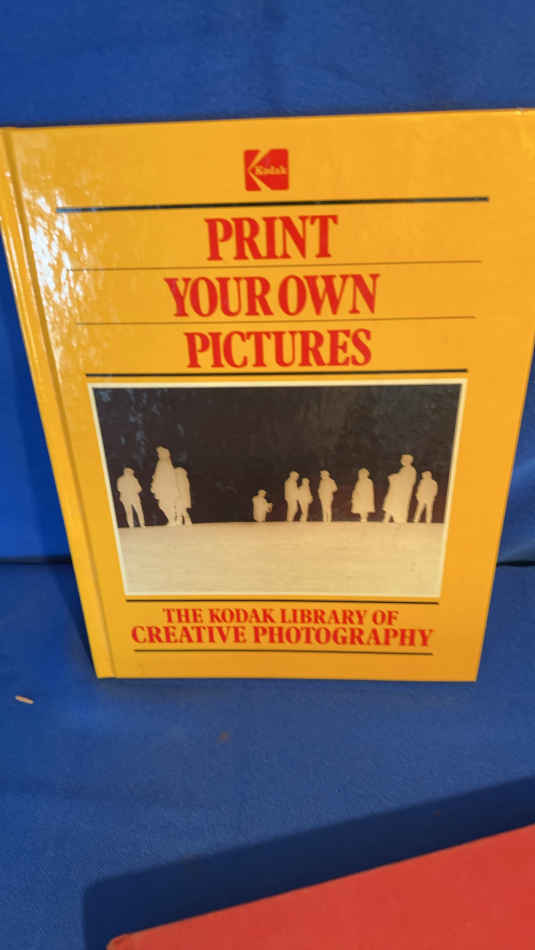 Kodak
PRINT
YOUR OWN
PICTURES
THE KODAK LIBRARY OF
CREATIVE PHOTOGRAPHY